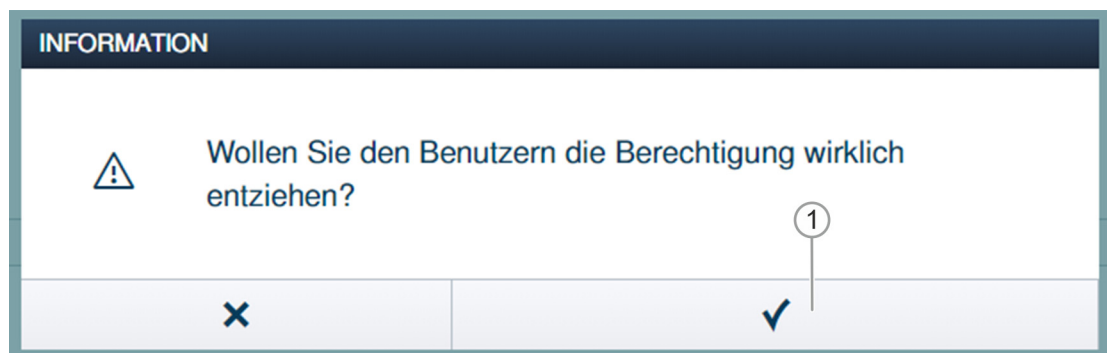 INFORMATION
Wollen Sie den Benutzern die Berechtigung wirklich
entziehen?
1